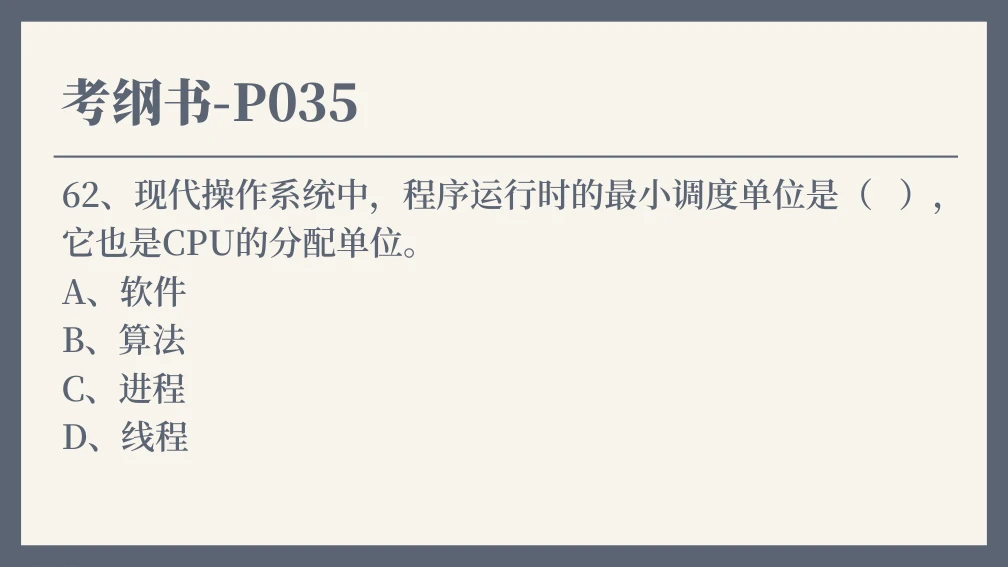 考纲书-P035
62、现代操作系统中，程序运行时的最小调度单位是（ ），
它也是CPU的分配单位。
A、软件
B、算法
C、进程
D、线程